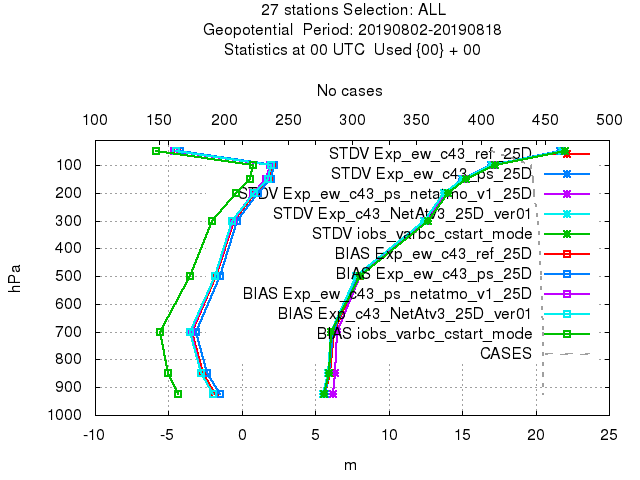 27 stations Selection: ALL
Geopotential  Period: 20190802-20190818
Statistics at 00 UTC  Used {00} + 00
No cases
100 150 200 250 300 350 400 450 500
STDV Exp_ew_c43_ref_25D
STDV Exp_ew_c43_ps_25D
STDV Exp_ew_c43_ps_netatmo_v1_25D
STDV Exp_c43_NetAtv3_25D_ver01
STDV iobs_varbc_cstart_mode
BIAS Exp_ew_c43_ref_25D
BIAS Exp_ew_c43_ps_25D
BIAS Exp_ew_c43_ps_netatmo_v1_25D
BIAS Exp_c43_NetAtv3_25D_ver01
BIAS iobs_varbc_cstart_mode
CASES
100
200
300
400
500
600
700
800
900
1000
hPa
-10 -5 0 5 10 15 20 25
m